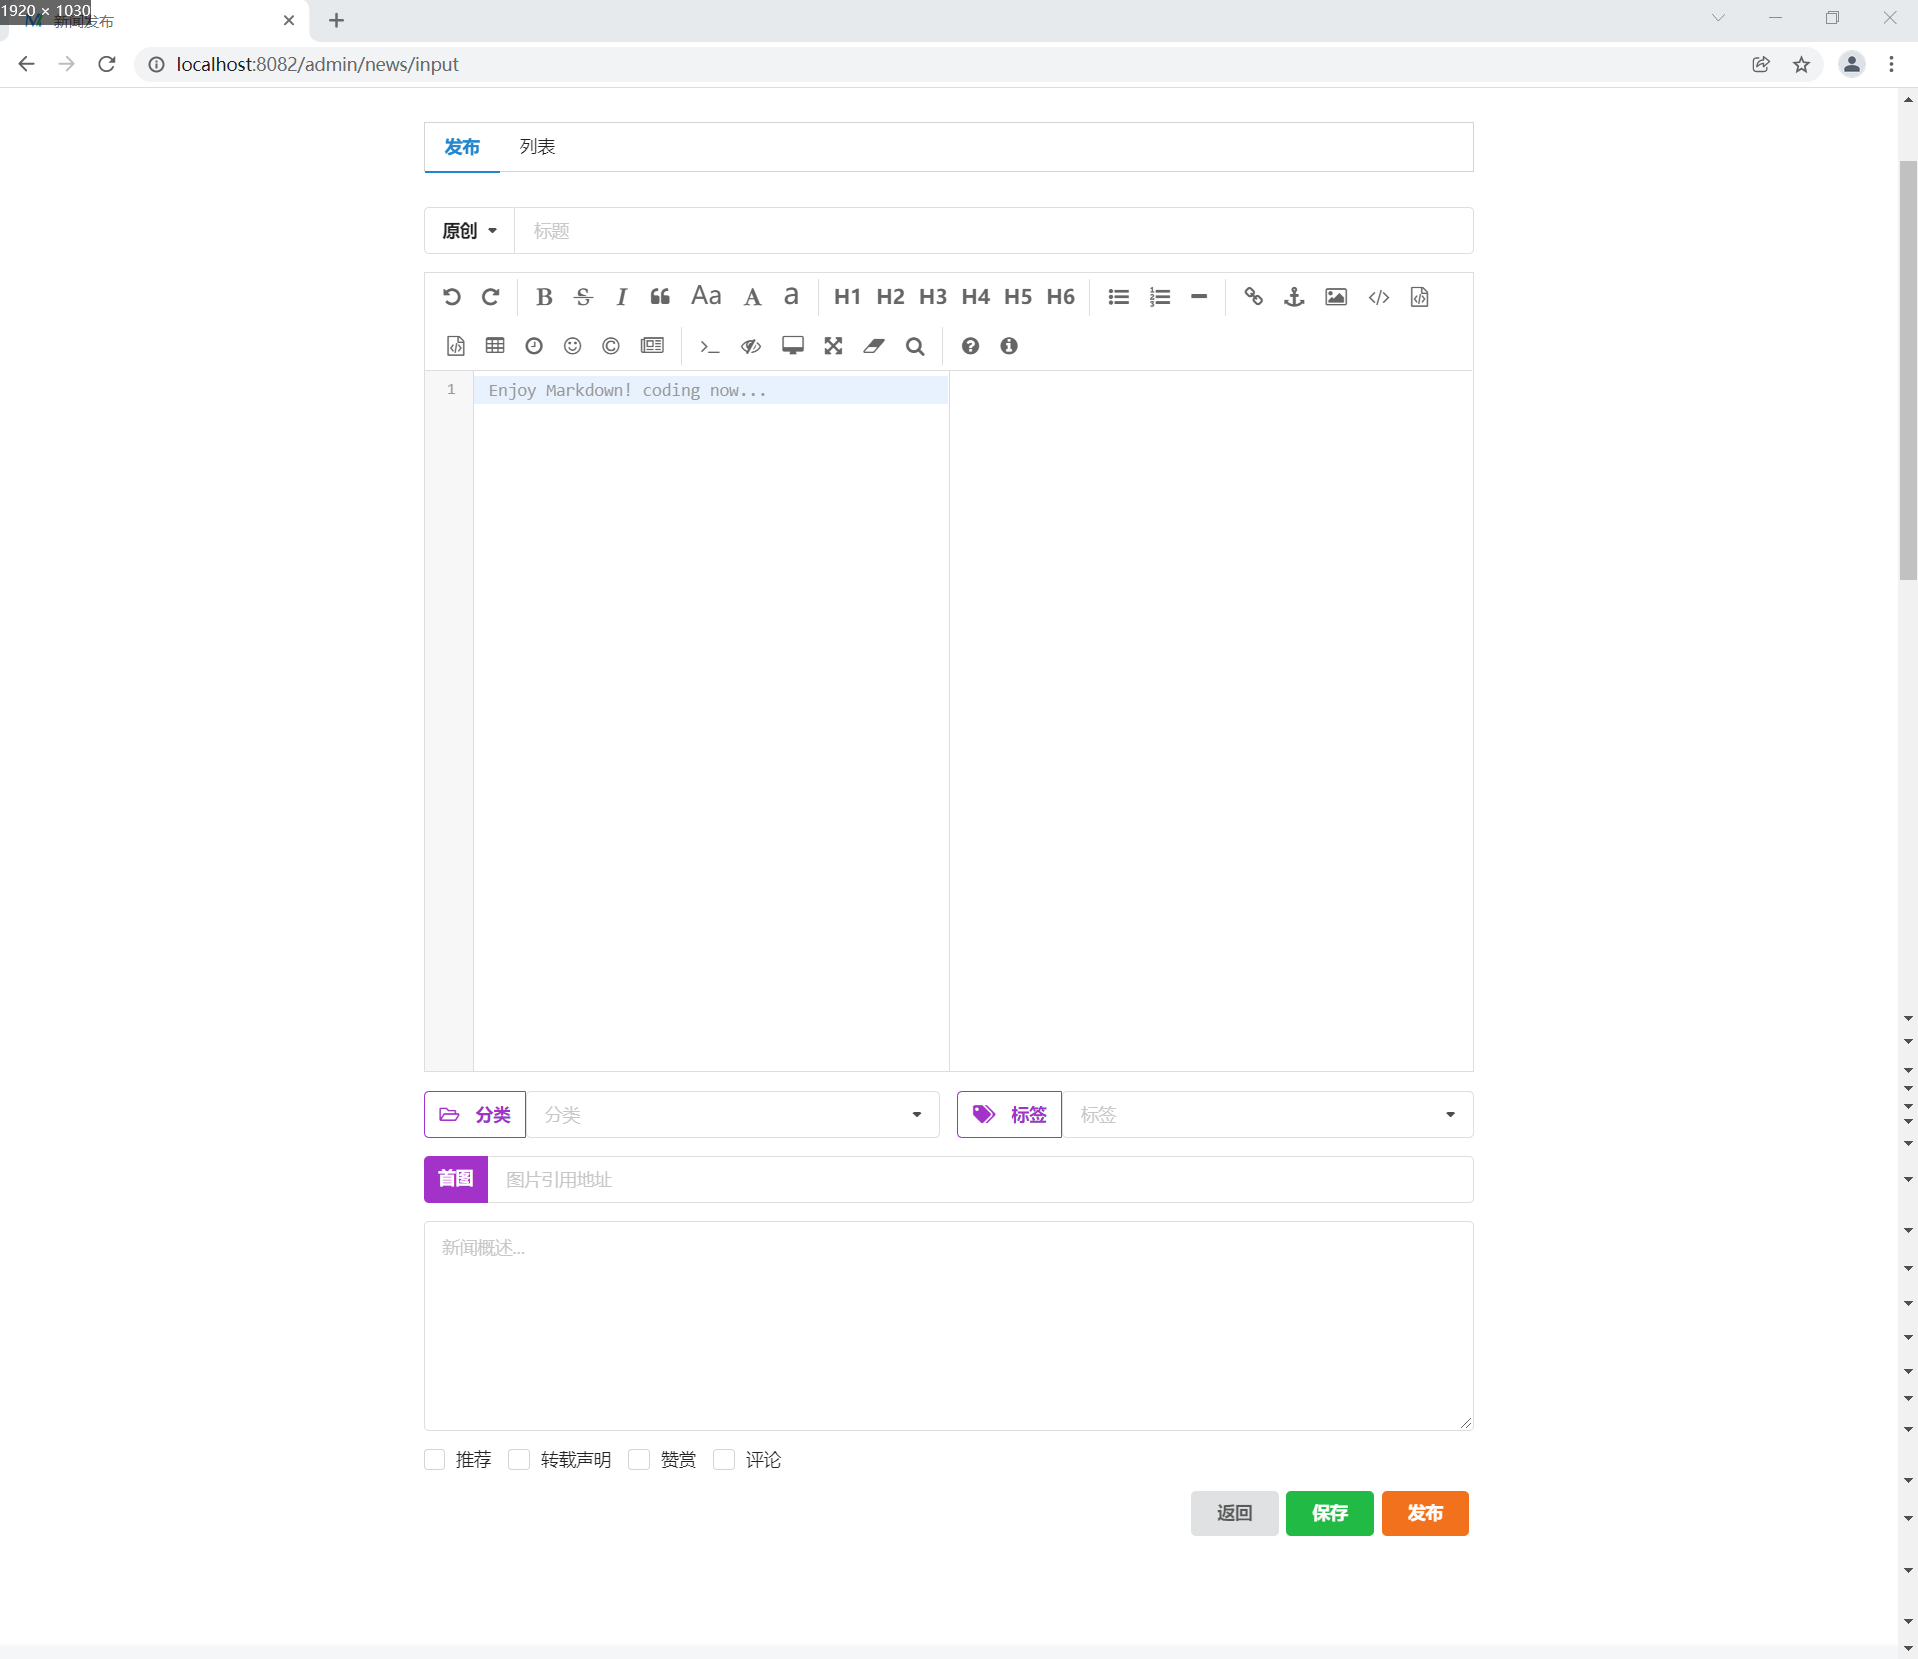 1920 × 1030
新闻发布
localhost:8082/admin/news/input
发布 列表
原创 标题
B S I Aa A a H1 H2 H3 H4 H5 H6
1 Enjoy Markdown! coding now...
分类 分类 标签 标签
首图 图片引用地址
新闻概述...
推荐 转载声明 赞赏 评论
返回 保存 发布